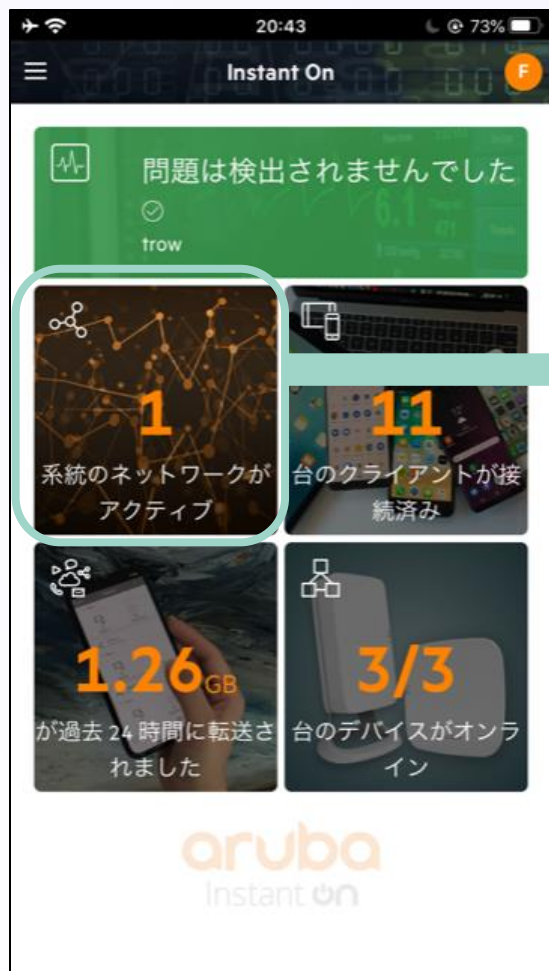 20:43
73%
Instant On
F
問題は検出されませんでした
trow
1
系統のネットワークが
アクティブ
11
台のクライアントが接
続済み
1.26GB
が過去 24 時間に転送さ
れました
3/3
台のデバイスがオンラ
イン
aruba
Instant On